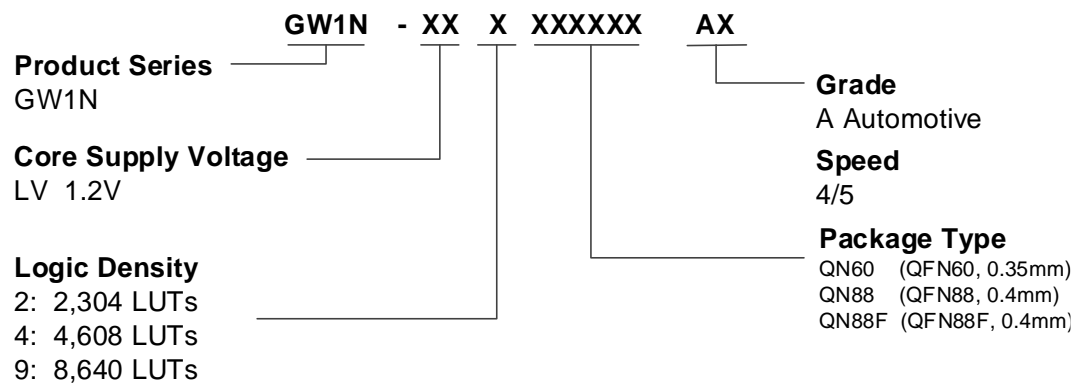 GW1N - XX X XXXXXX AX
Product Series
GW1N
Core Supply Voltage
LV 1.2V
Logic Density
2: 2,304 LUTs
4: 4,608 LUTs
9: 8,640 LUTs
Grade
A Automotive
Speed
4/5
Package Type
QN60 (QFN60, 0.35mm)
QN88 (QFN88, 0.4mm)
QN88F (QFN88F, 0.4mm)